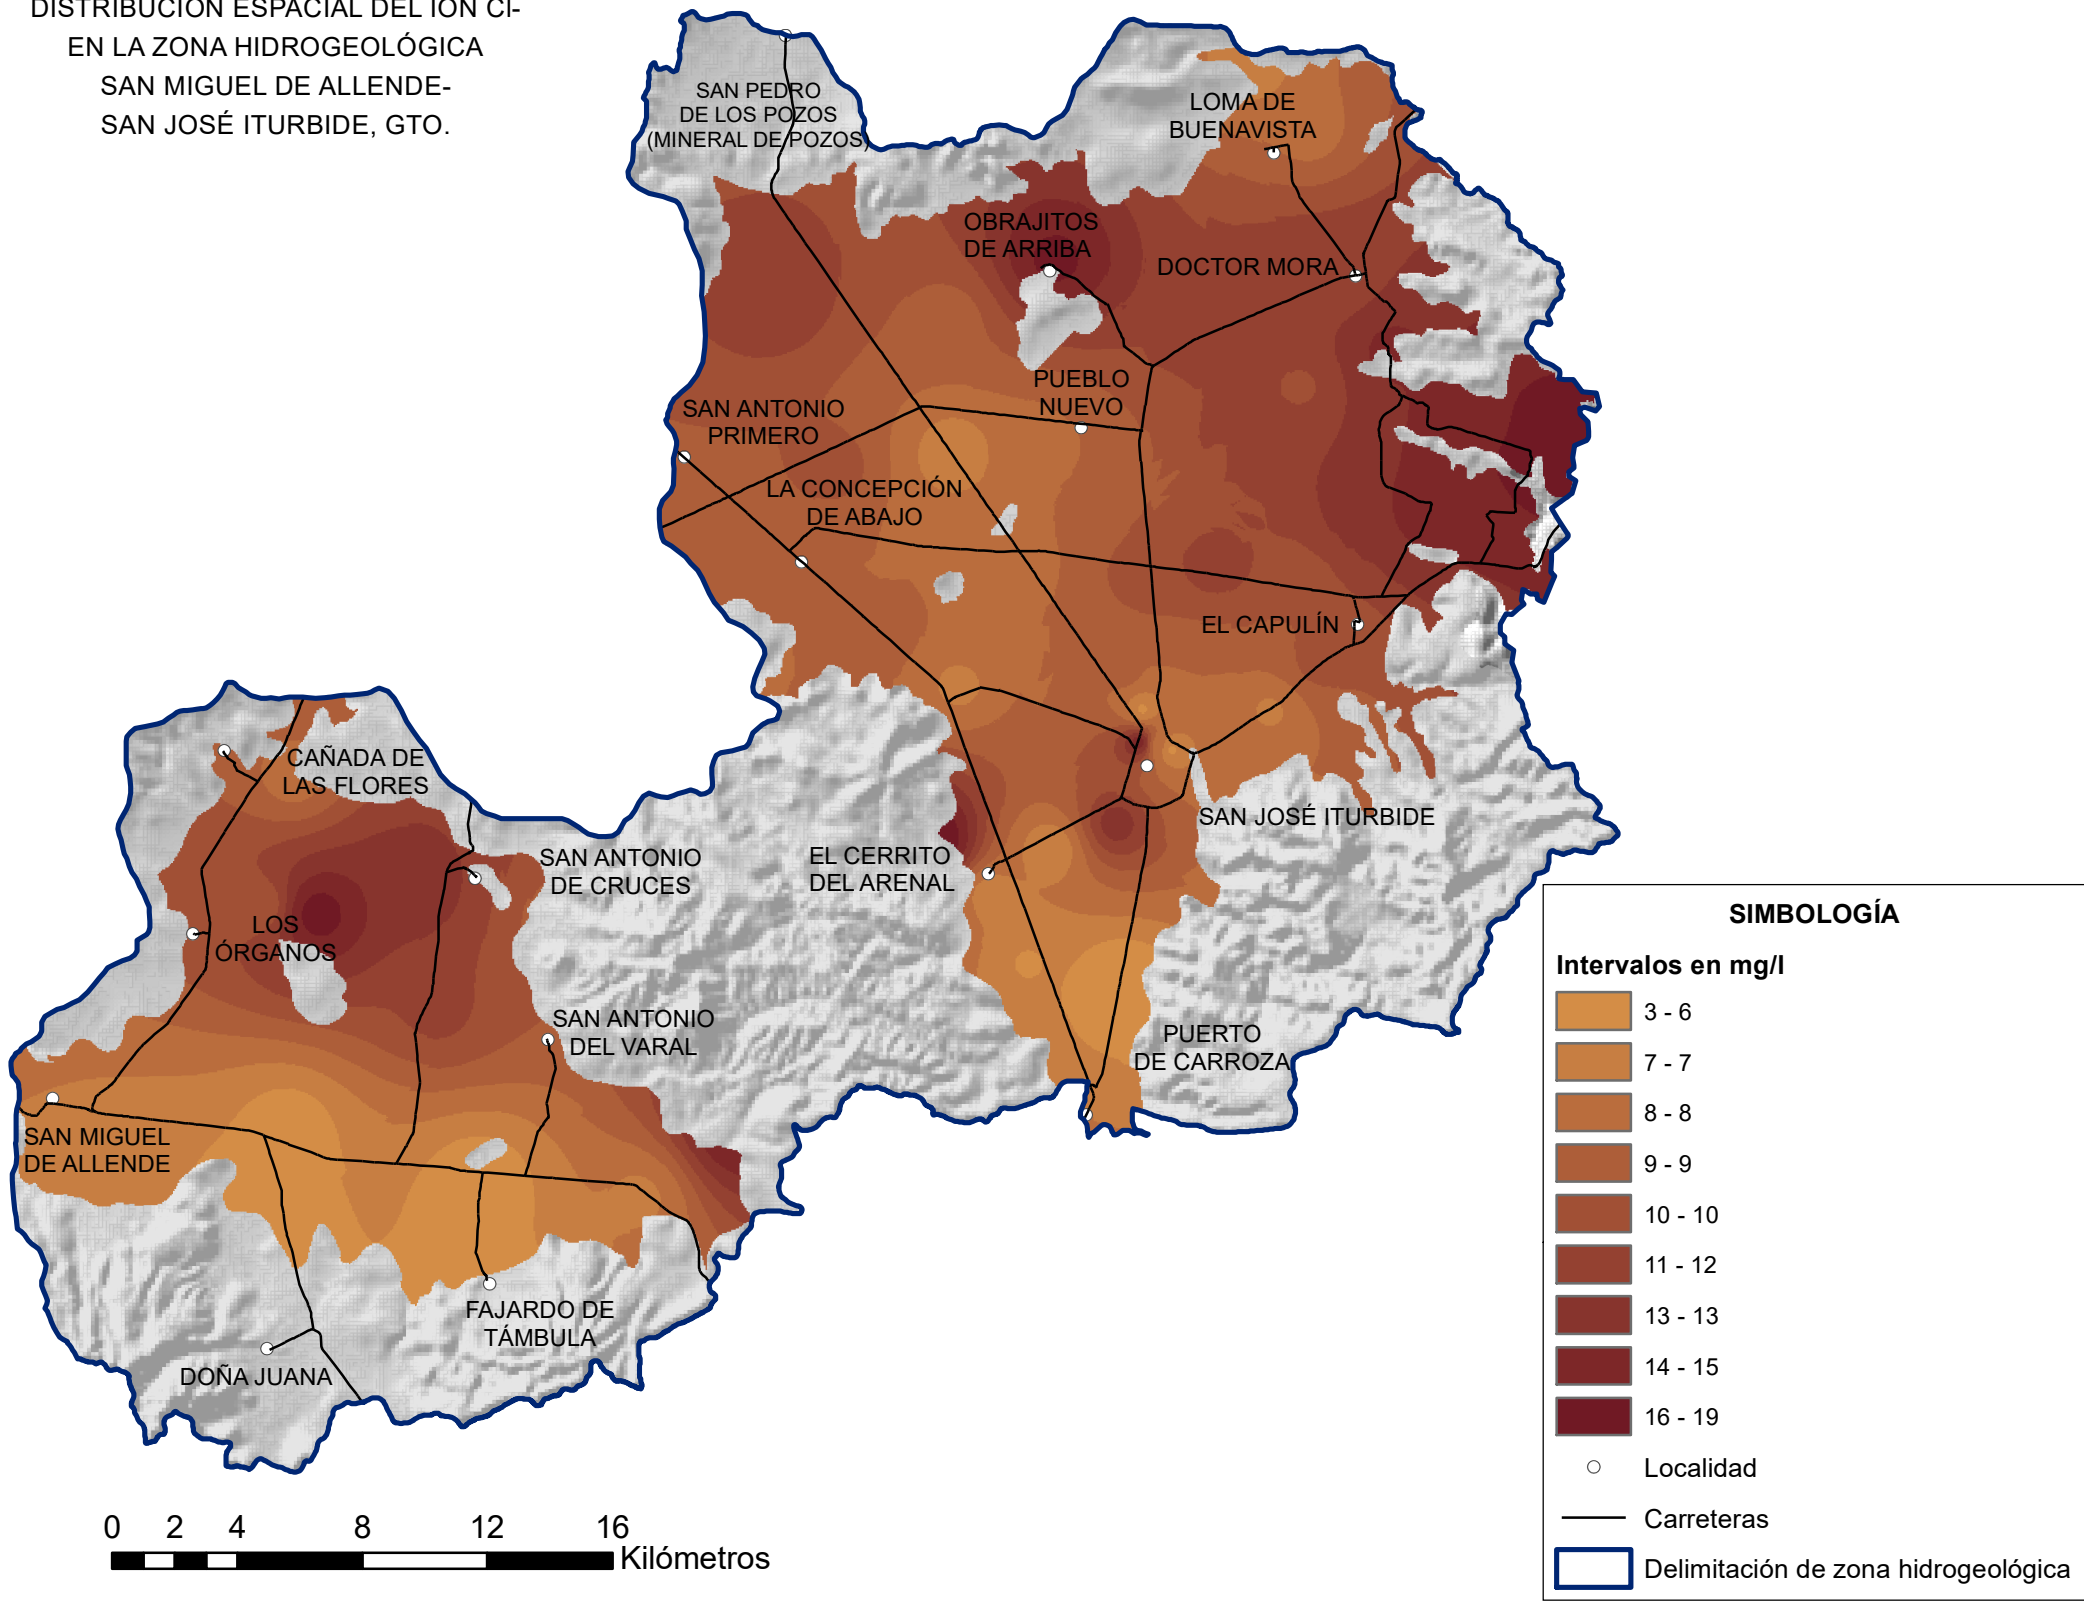 DISTRIBUCIÓN ESPACIAL DEL ION Cl-
EN LA ZONA HIDROGEOLÓGICA
SAN MIGUEL DE ALLENDE-
SAN JOSÉ ITURBIDE, GTO.
SAN PEDRO
DE LOS POZOS
(MINERAL DE POZOS)
LOMA DE
BUENAVISTA
OBRAJITOS
DE ARRIBA
DOCTOR MORA
PUEBLO
NUEVO
SAN ANTONIO
PRIMERO
LA CONCEPCIÓN
DE ABAJO
EL CAPULÍN
CAÑADA DE
LAS FLORES
SAN JOSÉ ITURBIDE
SAN ANTONIO
DE CRUCES
EL CERRITO
DEL ARENAL
LOS
ÓRGANOS
SAN ANTONIO
DEL VARAL
PUERTO
DE CARROZA
SAN MIGUEL
DE ALLENDE
FAJARDO DE
TÁMBULA
DOÑA JUANA
SIMBOLOGÍA
Intervalos en mg/l
3 - 6
7 - 7
8 - 8
9 - 9
10 - 10
11 - 12
13 - 13
14 - 15
16 - 19
Localidad
Carreteras
Delimitación de zona hidrogeológica
0 2 4 8 12 16
Kilómetros